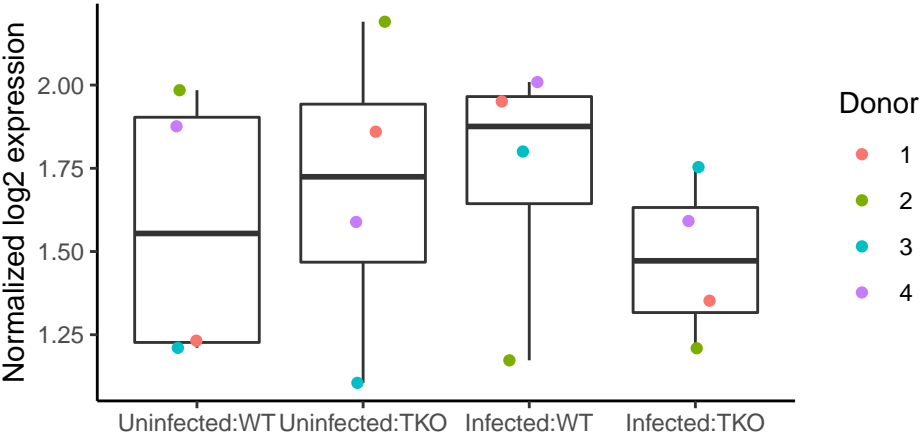 Normalized log2 expression
2.00
1.75
1.50
1.25
Uninfected:WT Uninfected:TKO Infected:WT Infected:TKO
Donor
1
2
3
4